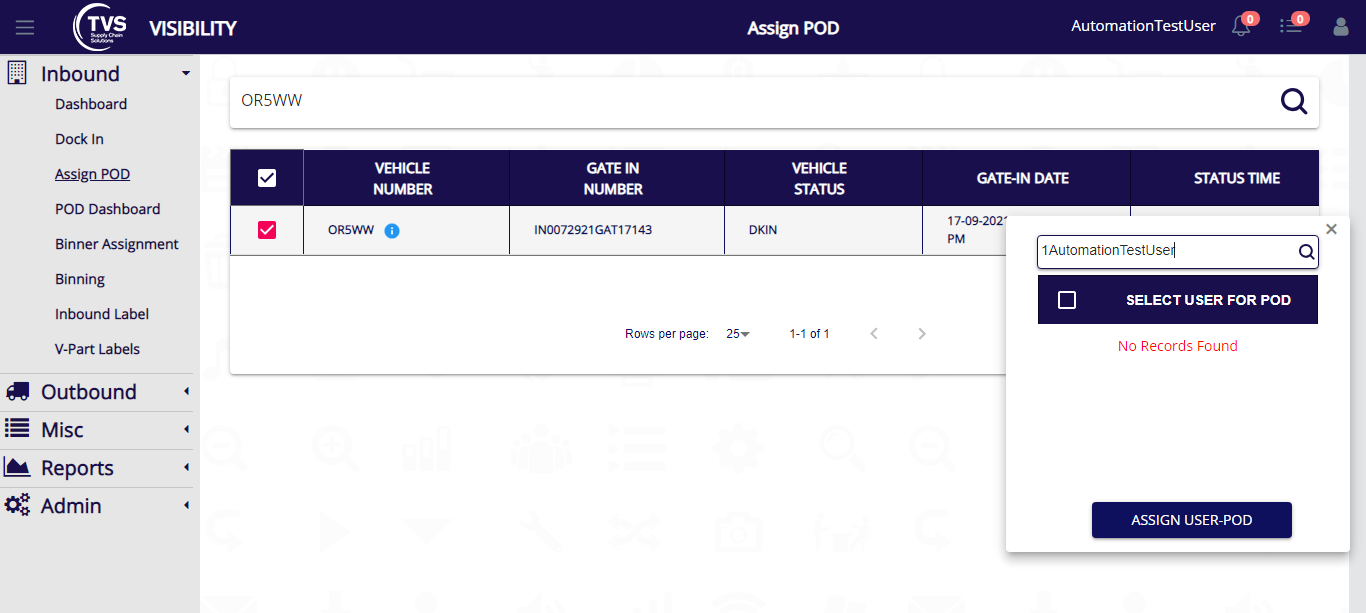 TVS
Supply Chain
Solutions
VISIBILITY
Assign POD
AutomationTestUser
0
0
Inbound
Dashboard
Dock In
Assign POD
POD Dashboard
Binner Assignment
Binning
Inbound Label
V-Part Labels
Outbound
Misc
Reports
Admin
OR5WW
VEHICLE
NUMBER
GATE IN
NUMBER
VEHICLE
STATUS
GATE-IN DATE
STATUS TIME
OR5WW
IN0072921GAT17143
DKIN
17-09-2021
PM
Rows per page: 25
1-1 of 1
1AutomationTestUser
SELECT USER FOR POD
No Records Found
ASSIGN USER-POD